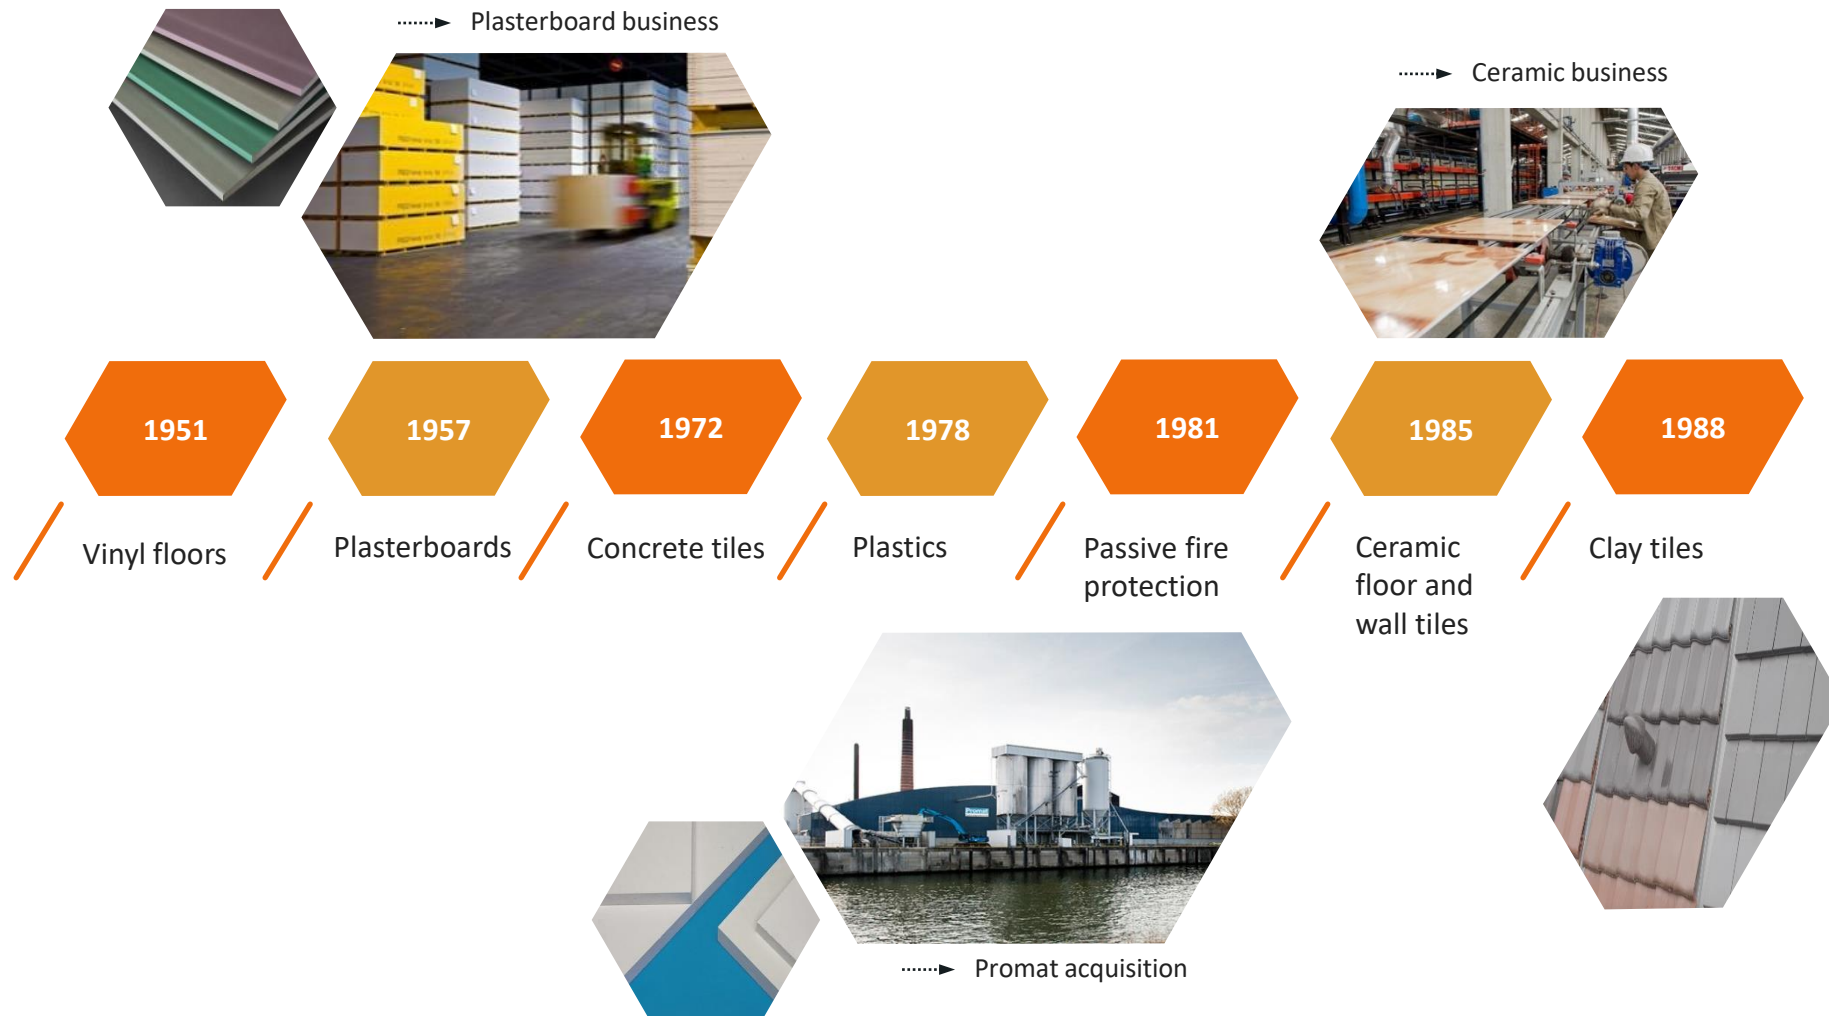 Plasterboard business
Ceramic business
1951
1957
1972
1978
1981
1985
1988
Vinyl floors
Plasterboards
Concrete tiles
Plastics
Passive fire
protection
Ceramic
floor and
wall tiles
Clay tiles
Promat
Promat acquisition